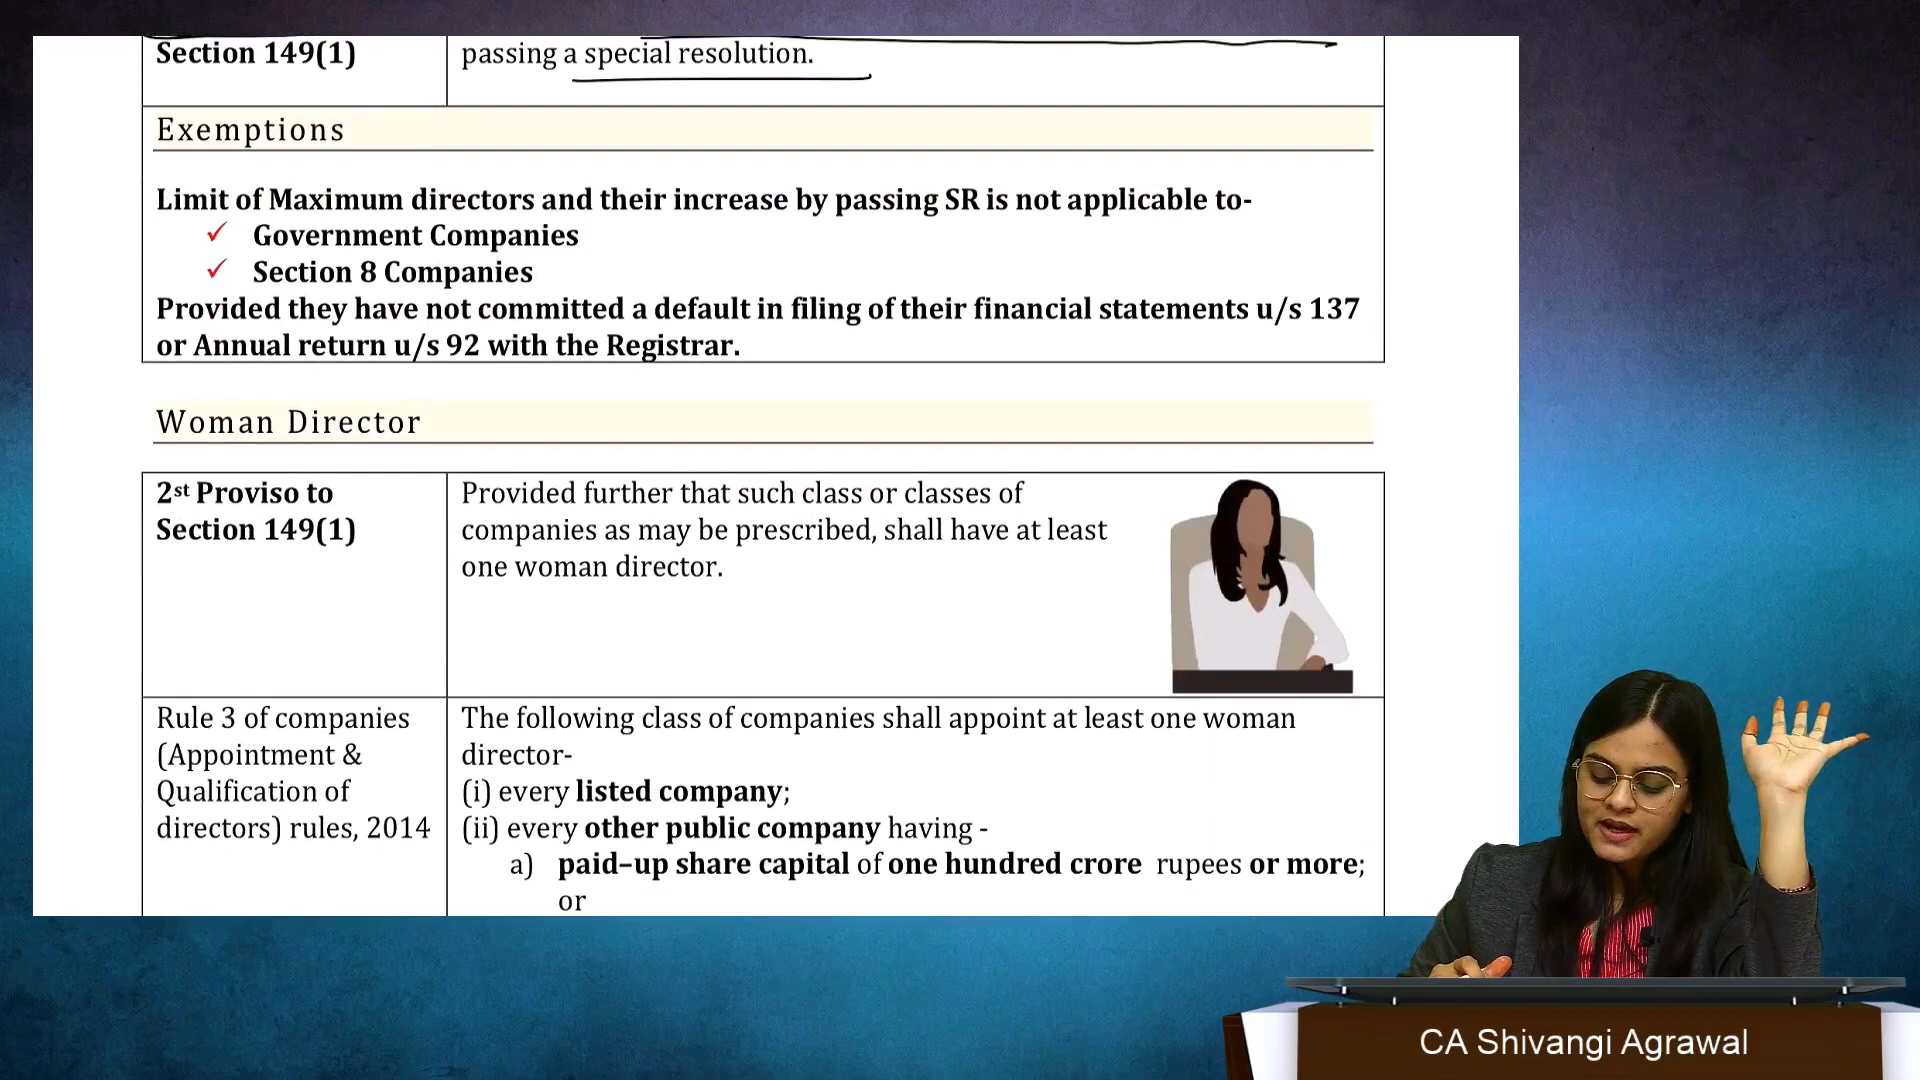 Section 149(1)
passing a special resolution.
Exemptions
Limit of Maximum directors and their increase by passing SR is not applicable to-
✓ Government Companies
✓ Section 8 Companies
Provided they have not committed a default in filing of their financial statements u/s 137
or Annual return u/s 92 with the Registrar.
Woman Director
2st Proviso to
Section 149(1)
Provided further that such class or classes of
companies as may be prescribed, shall have at least
one woman director.
Rule 3 of companies
(Appointment &
Qualification of
directors) rules, 2014
The following class of companies shall appoint at least one woman
director-
(i) every listed company;
(ii) every other public company having -
a) paid–up share capital of one hundred crore rupees or more;
or
CA Shivangi Agrawal